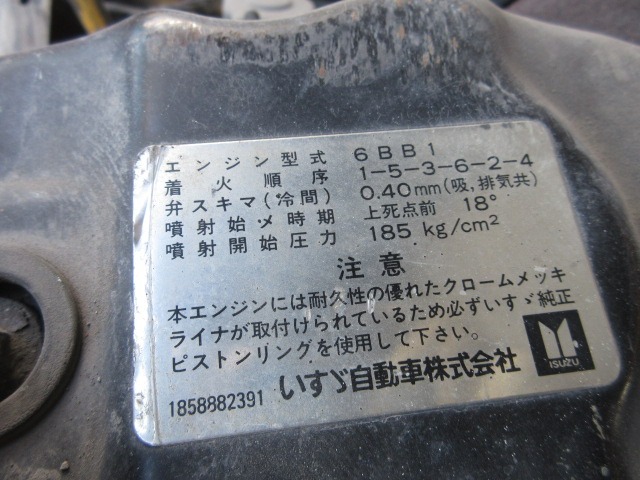 エンジン型式 6BB1
着火順序 1-5-3-6-2-4
弁スキマ(冷間) 0.40mm(吸,排気共)
噴射始メ時期 上死点前 18°
噴射開始圧力 185 kg/cm²
注意
本エンジンには耐久性の優れたクロームメッキ
ライナが取付けられているため必ずいすゞ純正
ピストンリングを使用して下さい。
1858882391 いすゞ自動車株式会社
ISUZU